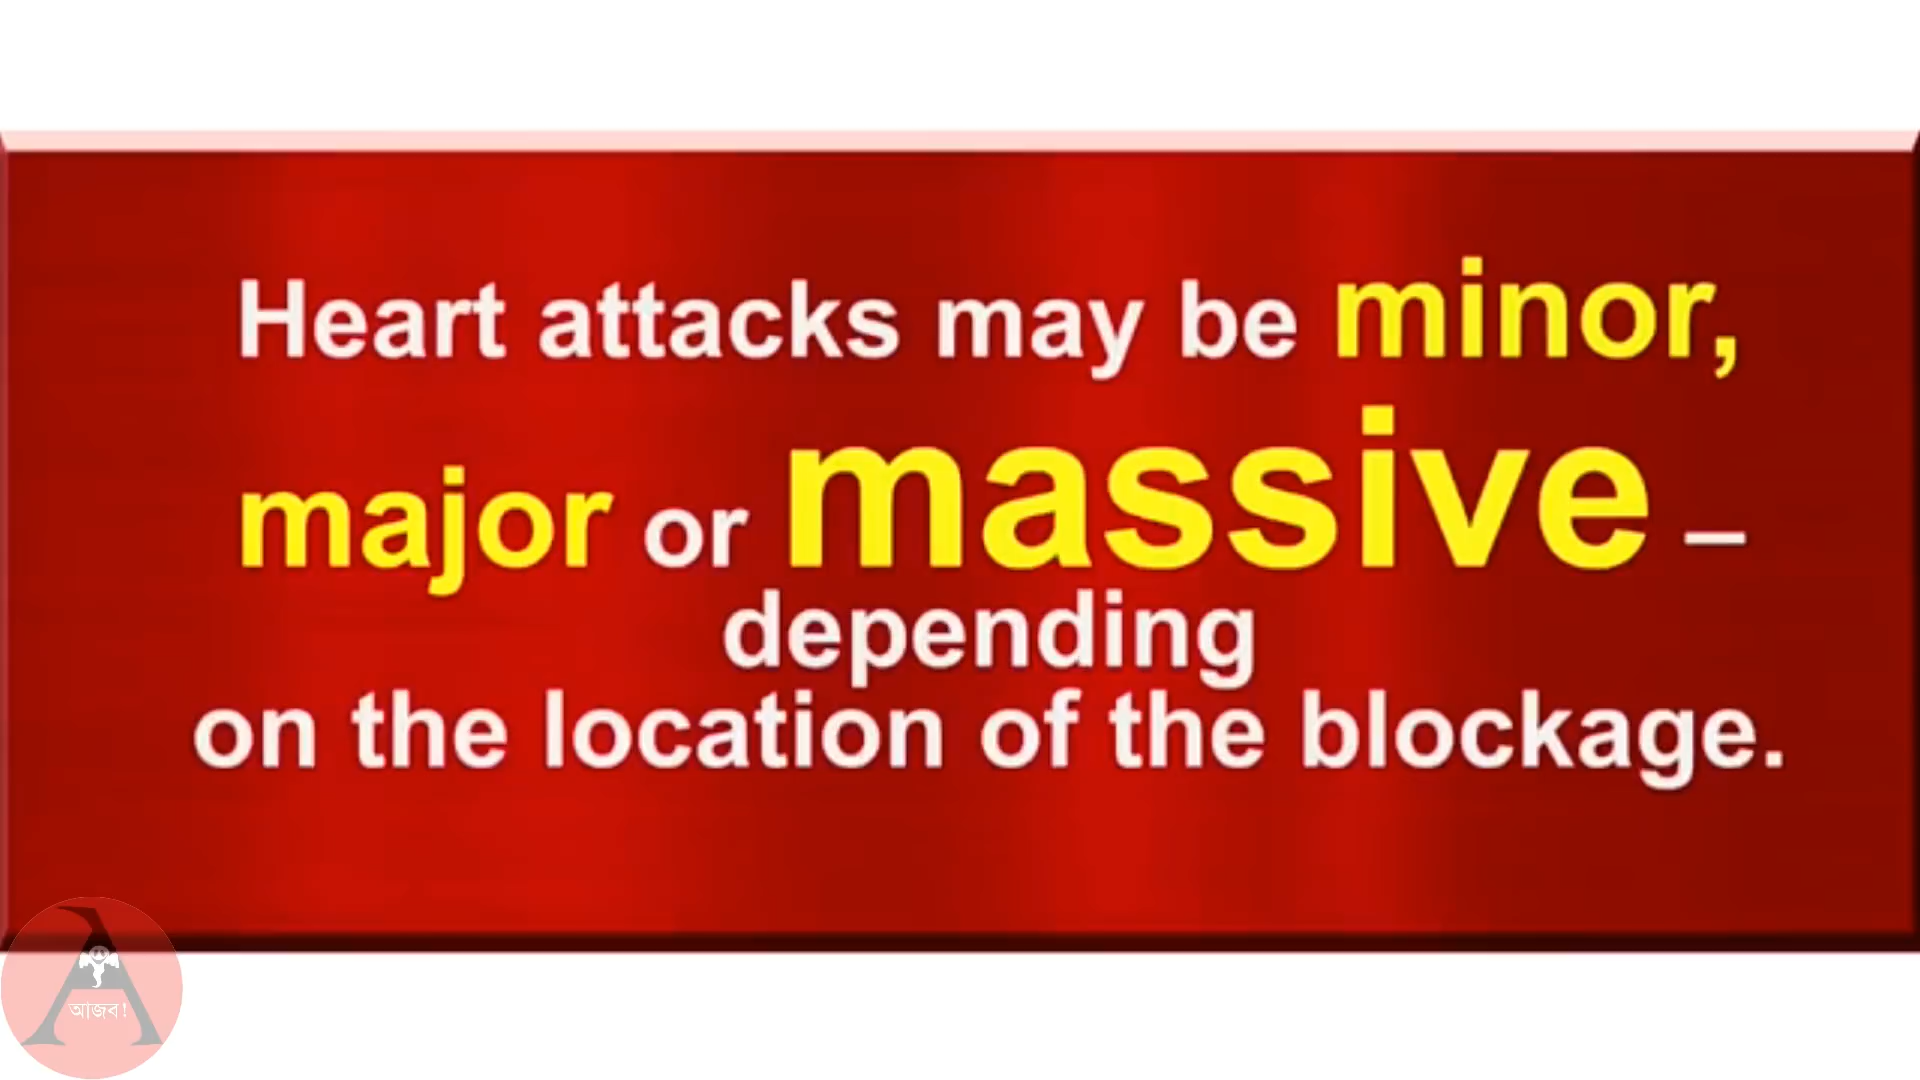 Heart attacks may be minor,
major or massive –
depending
on the location of the blockage.
আজব!